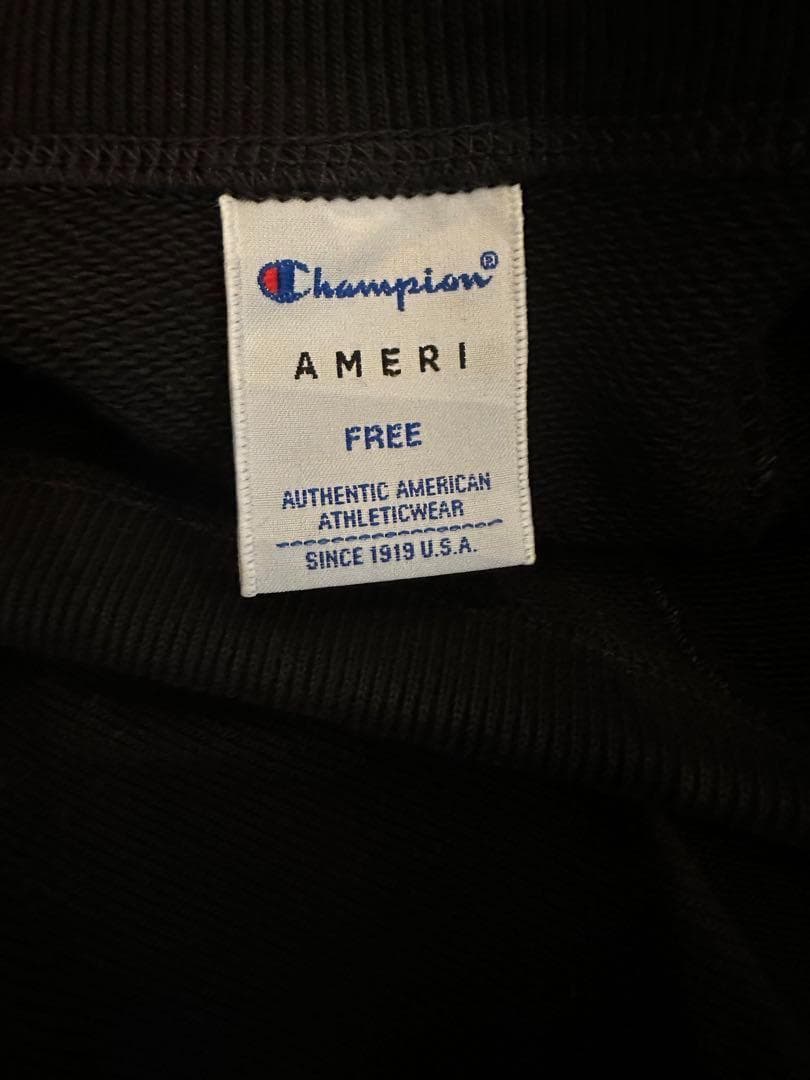 Champion®
AMERI
FREE
AUTHENTIC AMERICAN
ATHLETICWEAR
SINCE 1919 U.S.A.